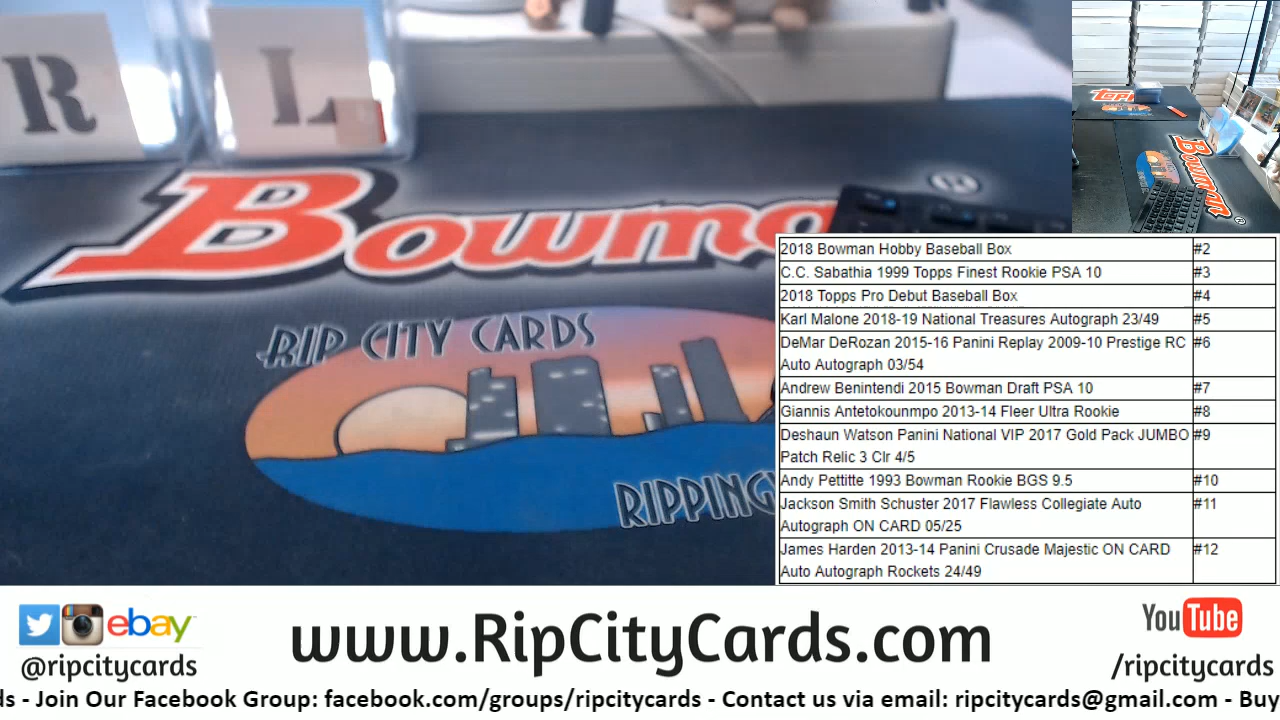 R L
Bowma
®
RIP CITY CARDS
RIPPING
Bowman
®
2018 Bowman Hobby Baseball Box #2
C.C. Sabathia 1999 Topps Finest Rookie PSA 10 #3
2018 Topps Pro Debut Baseball Box #4
Karl Malone 2018-19 National Treasures Autograph 23/49 #5
DeMar DeRozan 2015-16 Panini Replay 2009-10 Prestige RC #6
Auto Autograph 03/54
Andrew Benintendi 2015 Bowman Draft PSA 10 #7
Giannis Antetokounmpo 2013-14 Fleer Ultra Rookie #8
Deshaun Watson Panini National VIP 2017 Gold Pack JUMBO #9
Patch Relic 3 Clr 4/5
Andy Pettitte 1993 Bowman Rookie BGS 9.5 #10
Jackson Smith Schuster 2017 Flawless Collegiate Auto #11
Autograph ON CARD 05/25
James Harden 2013-14 Panini Crusade Majestic ON CARD #12
Auto Autograph Rockets 24/49
ebay
@ripcitycards
www.RipCityCards.com
YouTube
/ripcitycards
ds - Join Our Facebook Group: facebook.com/groups/ripcitycards - Contact us via email: ripcitycards@gmail.com - Buy